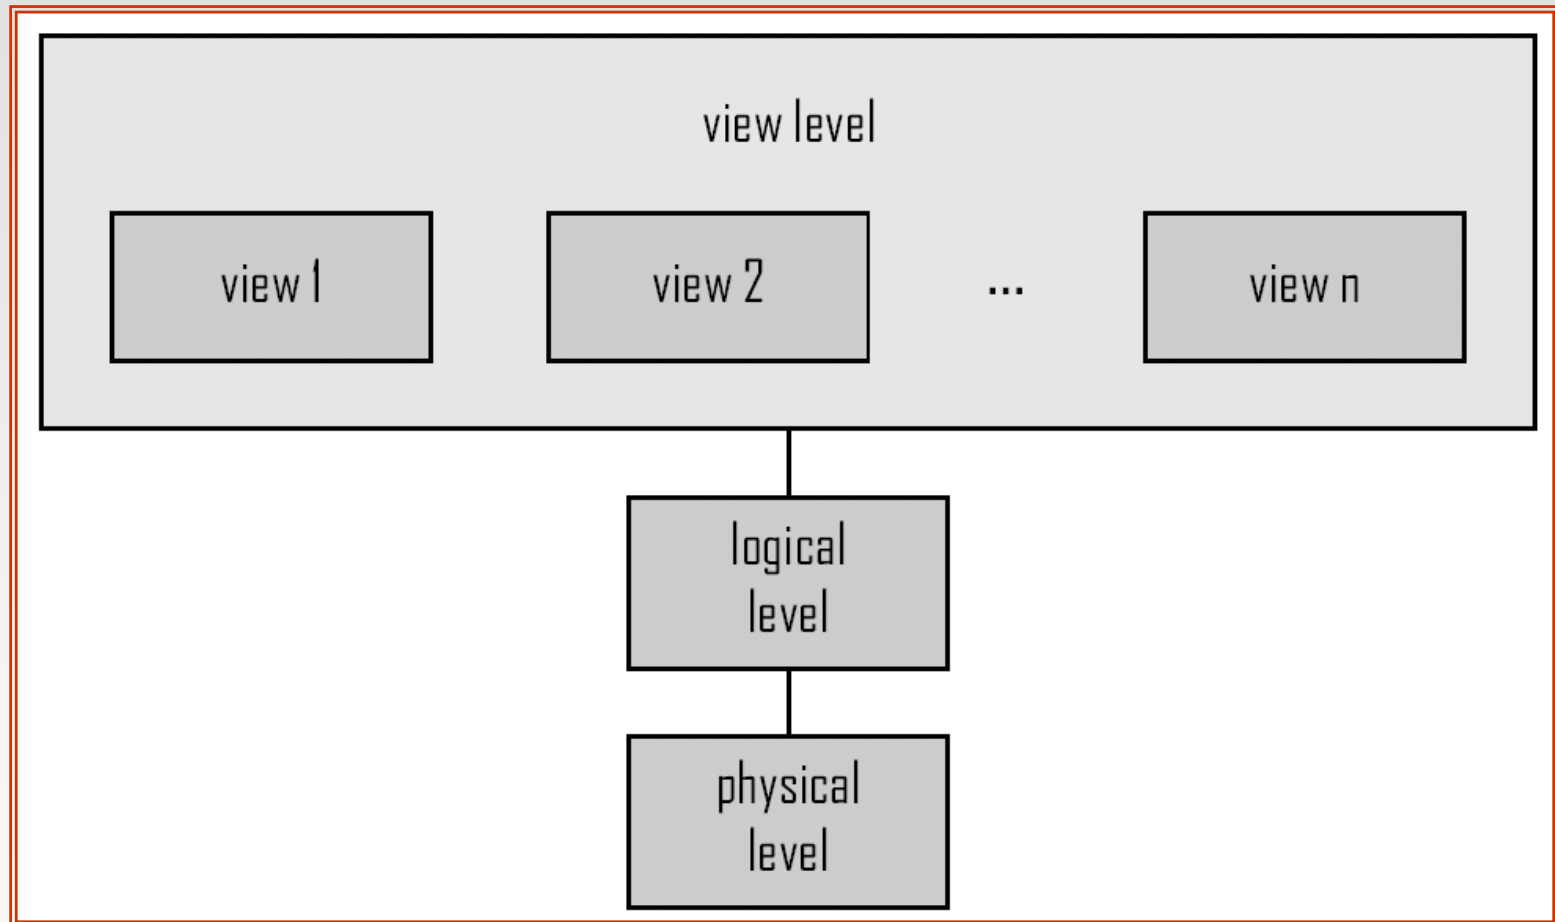 view level
view 1
view 2
...
view n
logical
level
physical
level